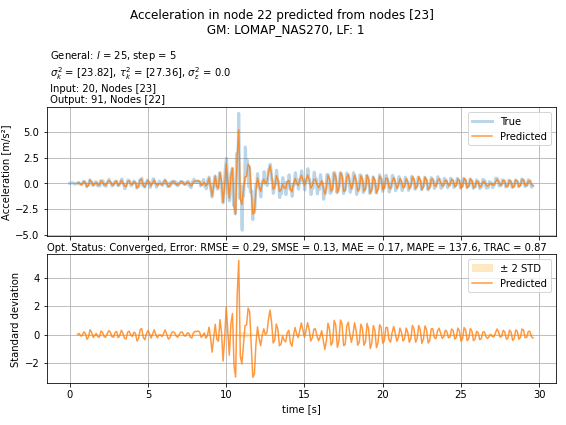 Acceleration in node 22 predicted from nodes [23]
GM: LOMAP_NAS270, LF: 1
General: l = 25, step = 5
σ²ₖ = [23.82], τ²ₖ = [27.36], σ²ε = 0.0
Input: 20, Nodes [23]
Output: 91, Nodes [22]
Acceleration [m/s²]
5.0
2.5
0.0
−2.5
−5.0
True
Predicted
Opt. Status: Converged, Error: RMSE = 0.29, SMSE = 0.13, MAE = 0.17, MAPE = 137.6, TRAC = 0.87
Standard deviation
4
2
0
−2
± 2 STD
Predicted
0 5 10 15 20 25 30
time [s]